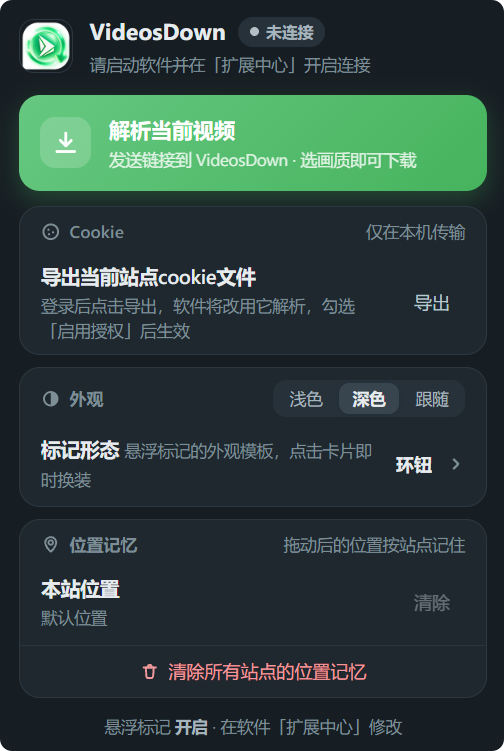 VideosDown 未连接
请启动软件并在「扩展中心」开启连接
解析当前视频
发送链接到 VideosDown · 选画质即可下载
Cookie 仅在本机传输
导出当前站点cookie文件
登录后点击导出，软件将改用它解析，勾选
「启用授权」后生效
导出
外观 浅色 深色 跟随
标记形态 悬浮标记的外观模板，点击卡片即
时换装
环钮
位置记忆 拖动后的位置按站点记住
本站位置
默认位置
清除
清除所有站点的位置记忆
悬浮标记 开启 · 在软件「扩展中心」修改